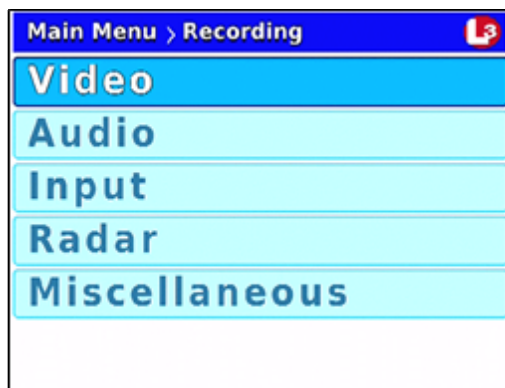 Main Menu > Recording L3
Video
Audio
Input
Radar
Miscellaneous